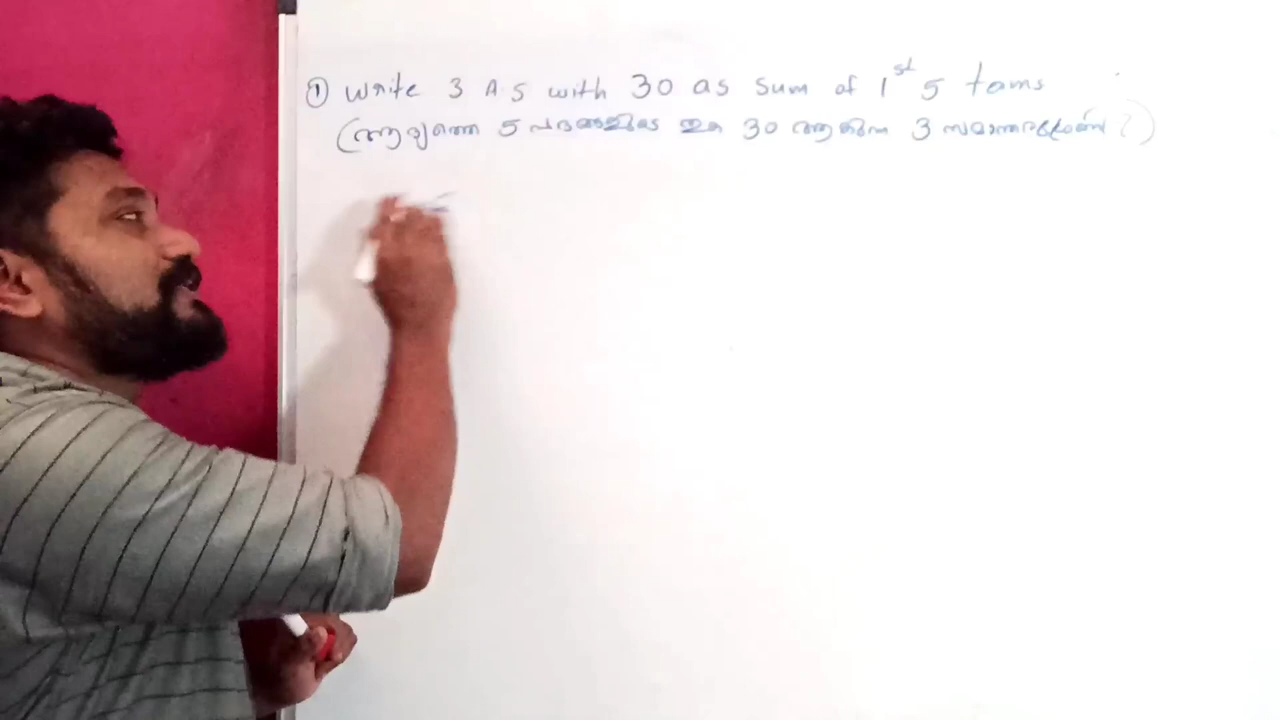 ① Write 3 A.S with 30 as sum of 1st 5 terms
(ആദ്യത്തെ 5 പദങ്ങളുടെ തുക 30 ആകുന്ന 3 സമാന്തരശ്രേണി ?)